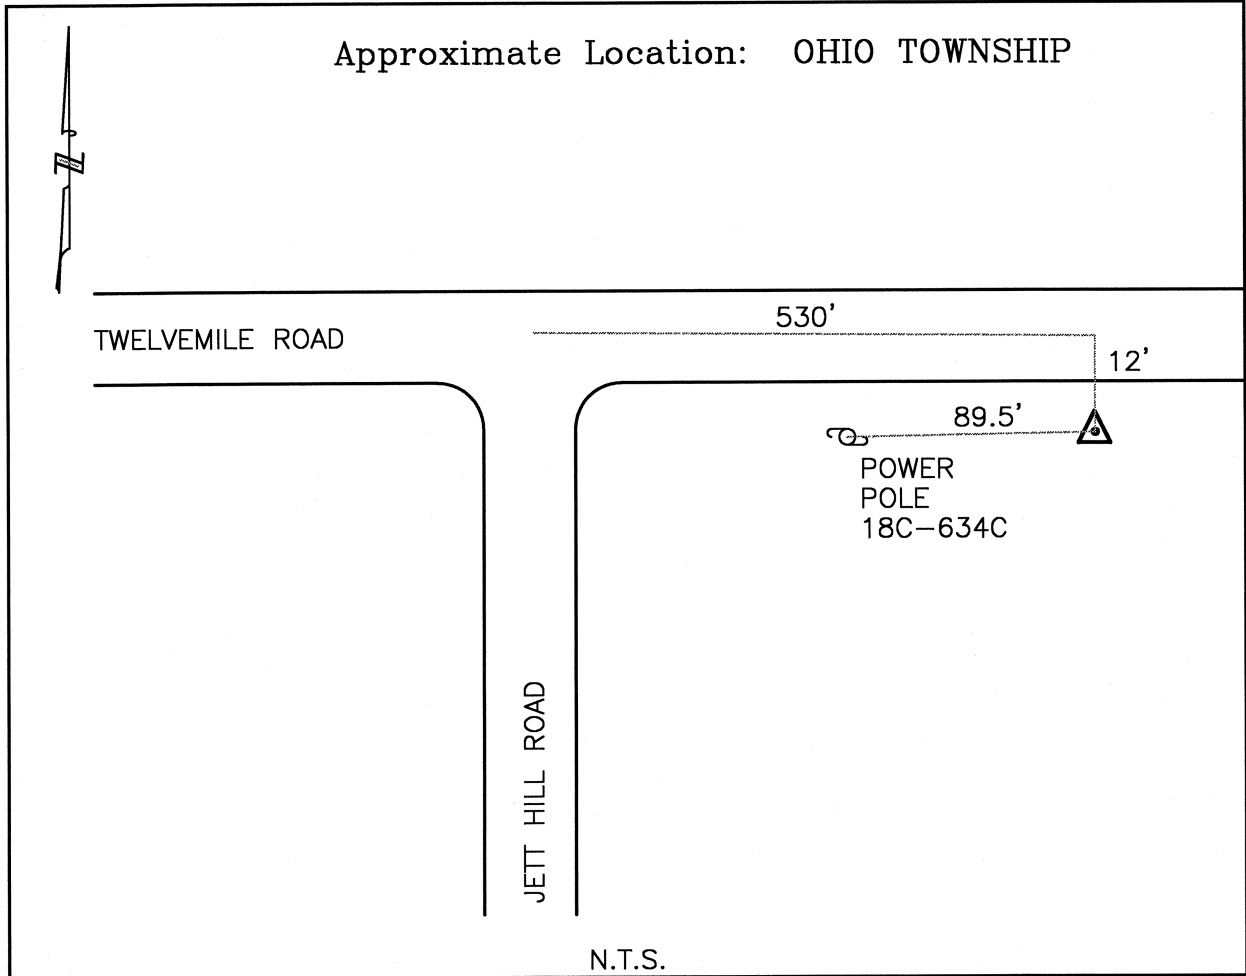 Approximate Location: OHIO TOWNSHIP
N
530'
TWELVEMILE ROAD
12'
89.5'
POWER
POLE
18C-634C
JETT HILL ROAD
N.T.S.